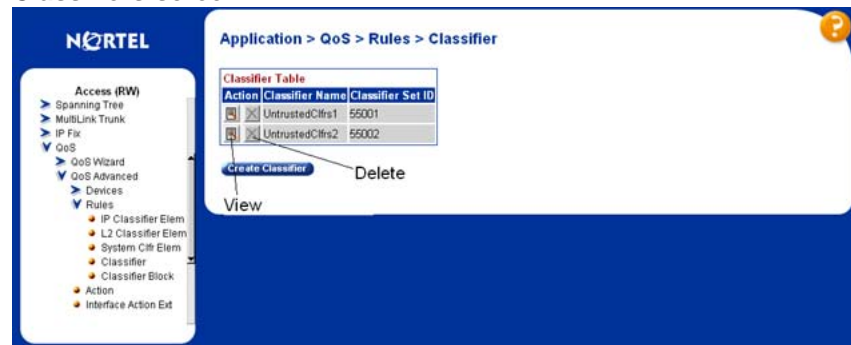 NORTEL
Application > QoS > Rules > Classifier
?
Access (RW)
Spanning Tree
MultiLink Trunk
IP Fix
QoS
QoS Wizard
QoS Advanced
Devices
Rules
IP Classifier Elem
L2 Classifier Elem
System Clfr Elem
Classifier
Classifier Block
Action
Interface Action Ext
Classifier Table
Action Classifier Name Classifier Set ID
UntrustedClfrs1 55001
UntrustedClfrs2 55002
Create Classifier
Delete
View